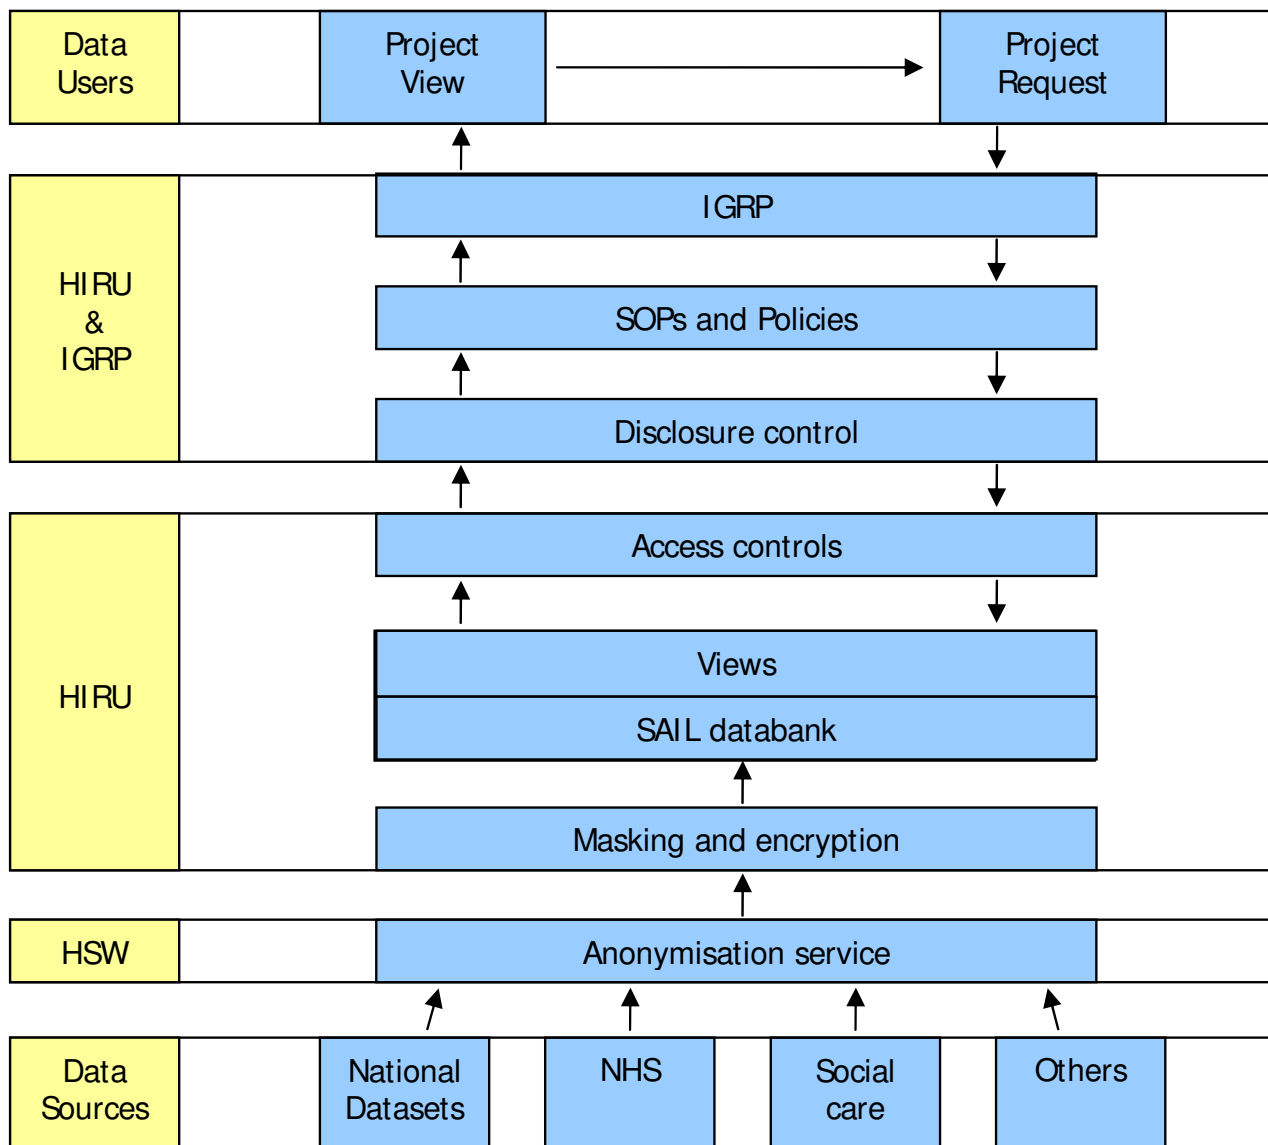 Data
Users
Project
View
Project
Request
HIRU
&
IGRP
IGRP
SOPs and Policies
Disclosure control
HIRU
Access controls
Views
SAIL databank
Masking and encryption
HSW
Anonymisation service
Data
Sources
National
Datasets
NHS
Social
care
Others